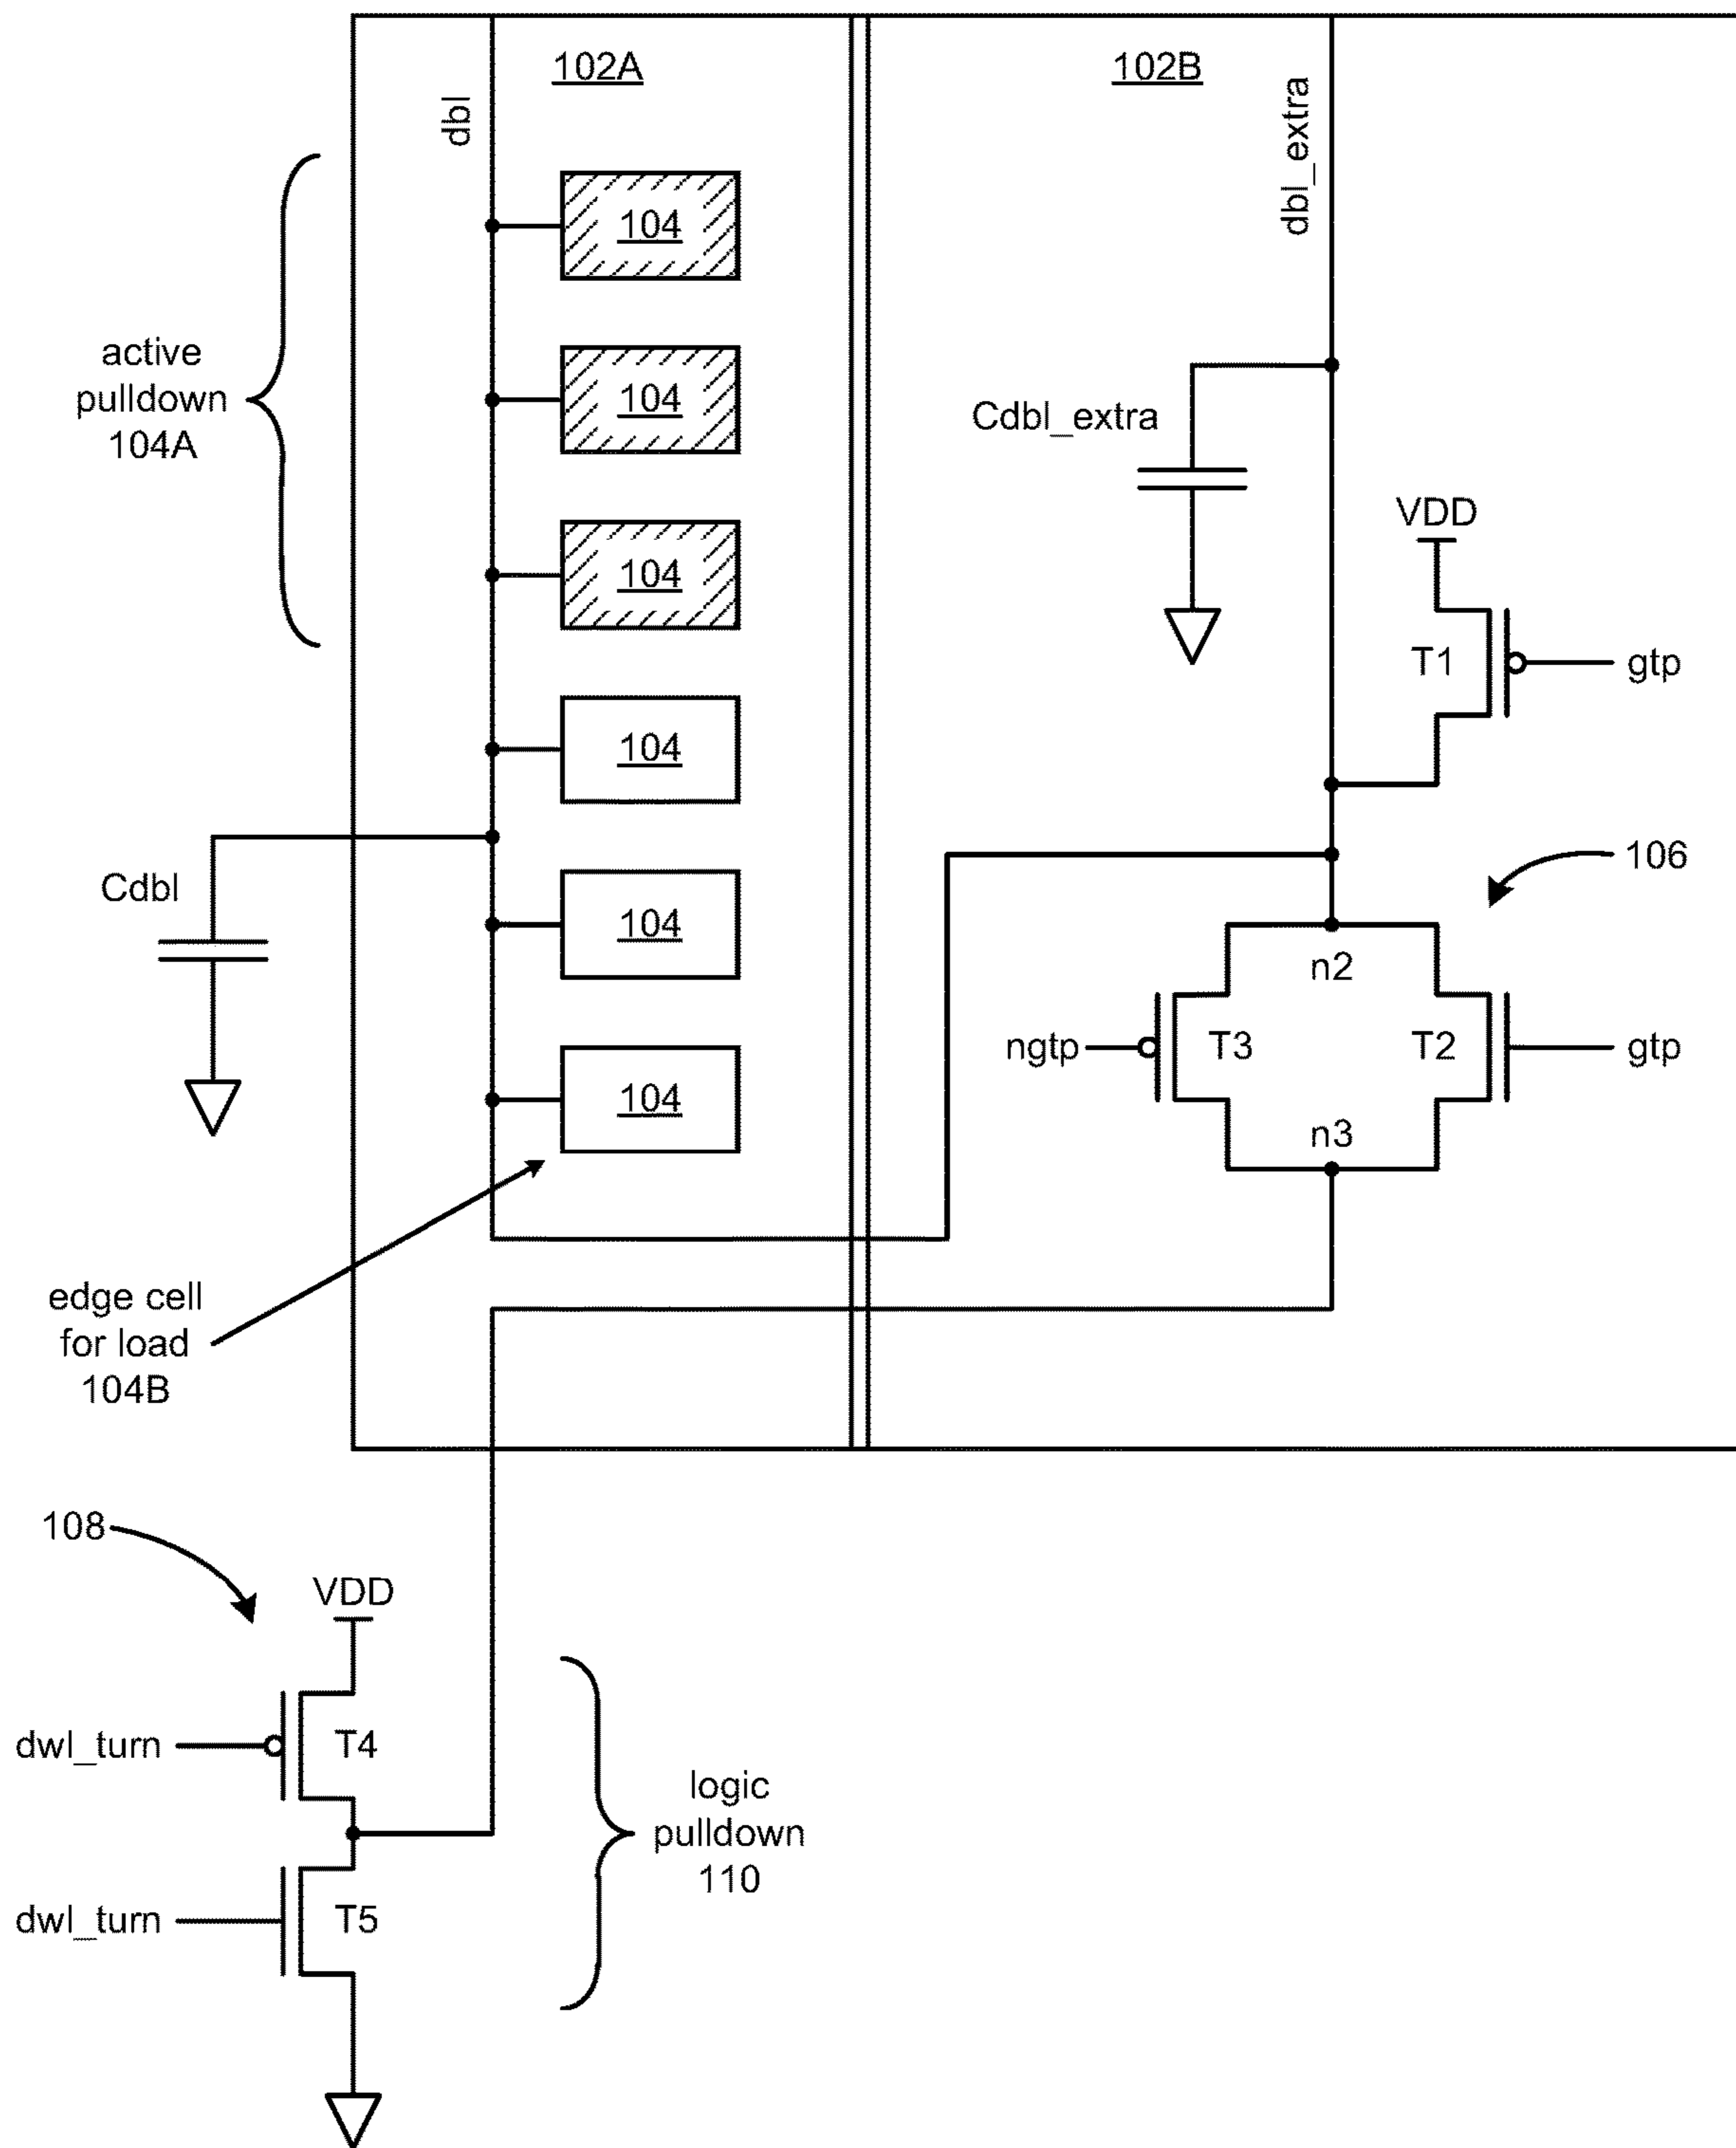 102A
102B
dbl
dbl_extra
104
active
pulldown
104A
104
Cdbl_extra
VDD
104
T1
gtp
104
Cdbl
106
104
n2
ngtp
T3
T2
gtp
104
n3
edge cell
for load
104B
108
VDD
dwl_turn
T4
logic
pulldown
110
dwl_turn
T5